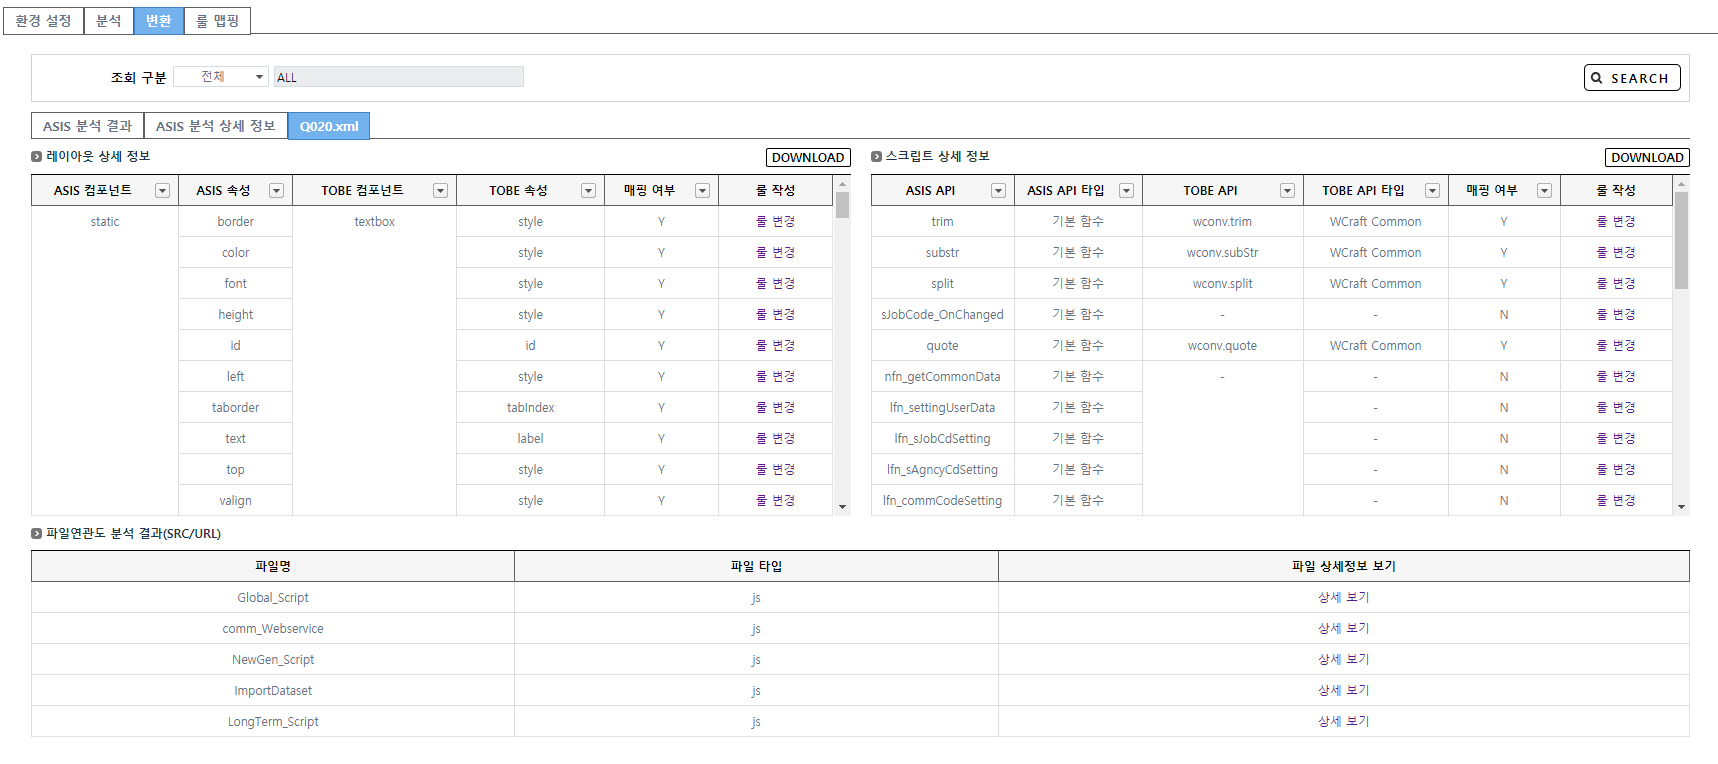 환경 설정 분석 변환 룰 맵핑
조회 구분 전체 ALL SEARCH
ASIS 분석 결과 ASIS 분석 상세 정보 Q020.xml
레이아웃 상세 정보 DOWNLOAD
ASIS 컴포넌트 ASIS 속성 TOBE 컴포넌트 TOBE 속성 매핑 여부 룰 작성
static border textbox style Y 룰 변경
color style Y 룰 변경
font style Y 룰 변경
height style Y 룰 변경
id id Y 룰 변경
left style Y 룰 변경
taborder tabIndex Y 룰 변경
text label Y 룰 변경
top style Y 룰 변경
valign style Y 룰 변경
스크립트 상세 정보 DOWNLOAD
ASIS API ASIS API 타입 TOBE API TOBE API 타입 매핑 여부 룰 작성
trim 기본 함수 wconv.trim WCraft Common Y 룰 변경
substr 기본 함수 wconv.subStr WCraft Common Y 룰 변경
split 기본 함수 wconv.split WCraft Common Y 룰 변경
sJobCode_OnChanged 기본 함수 - - N 룰 변경
quote 기본 함수 wconv.quote WCraft Common Y 룰 변경
nfn_getCommonData 기본 함수 - - N 룰 변경
lfn_settingUserData 기본 함수 - N 룰 변경
lfn_sJobCdSetting 기본 함수 - N 룰 변경
lfn_sAgncyCdSetting 기본 함수 - N 룰 변경
lfn_commCodeSetting 기본 함수 - N 룰 변경
파일연관도 분석 결과(SRC/URL)
파일명 파일 타입 파일 상세정보 보기
Global_Script js 상세 보기
comm_Webservice js 상세 보기
NewGen_Script js 상세 보기
ImportDataset js 상세 보기
LongTerm_Script js 상세 보기